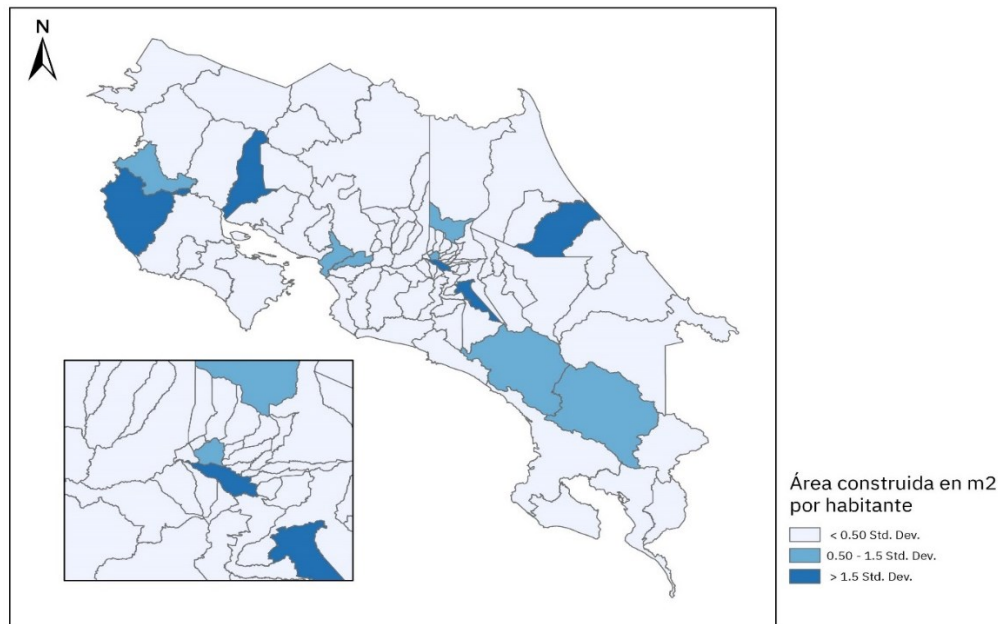 N
Área construida en m2
por habitante
< 0.50 Std. Dev.
0.50 - 1.5 Std. Dev.
> 1.5 Std. Dev.